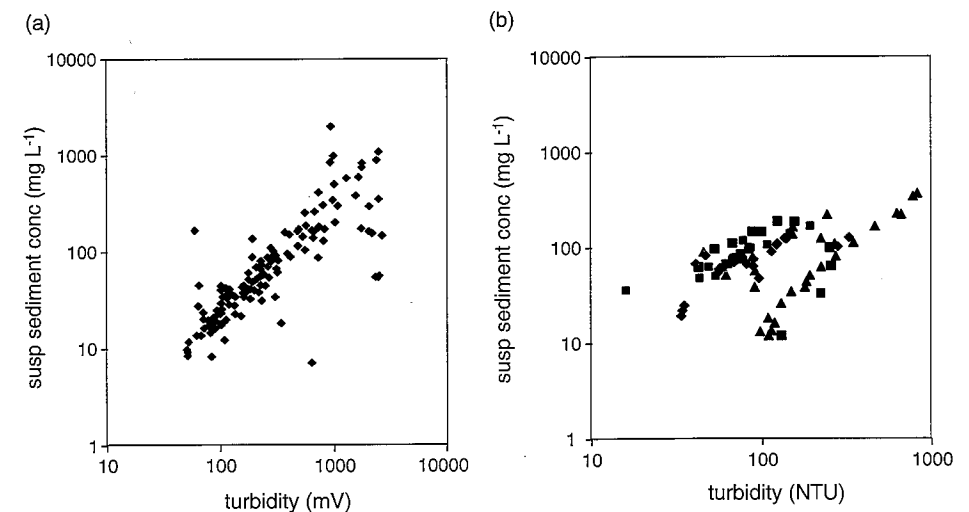 (a)
10000
1000
100
10
1
susp sediment conc (mg L⁻¹)
10 100 1000 10000
turbidity (mV)
(b)
10000
1000
100
10
1
susp sediment conc (mg L⁻¹)
10 100 1000
turbidity (NTU)